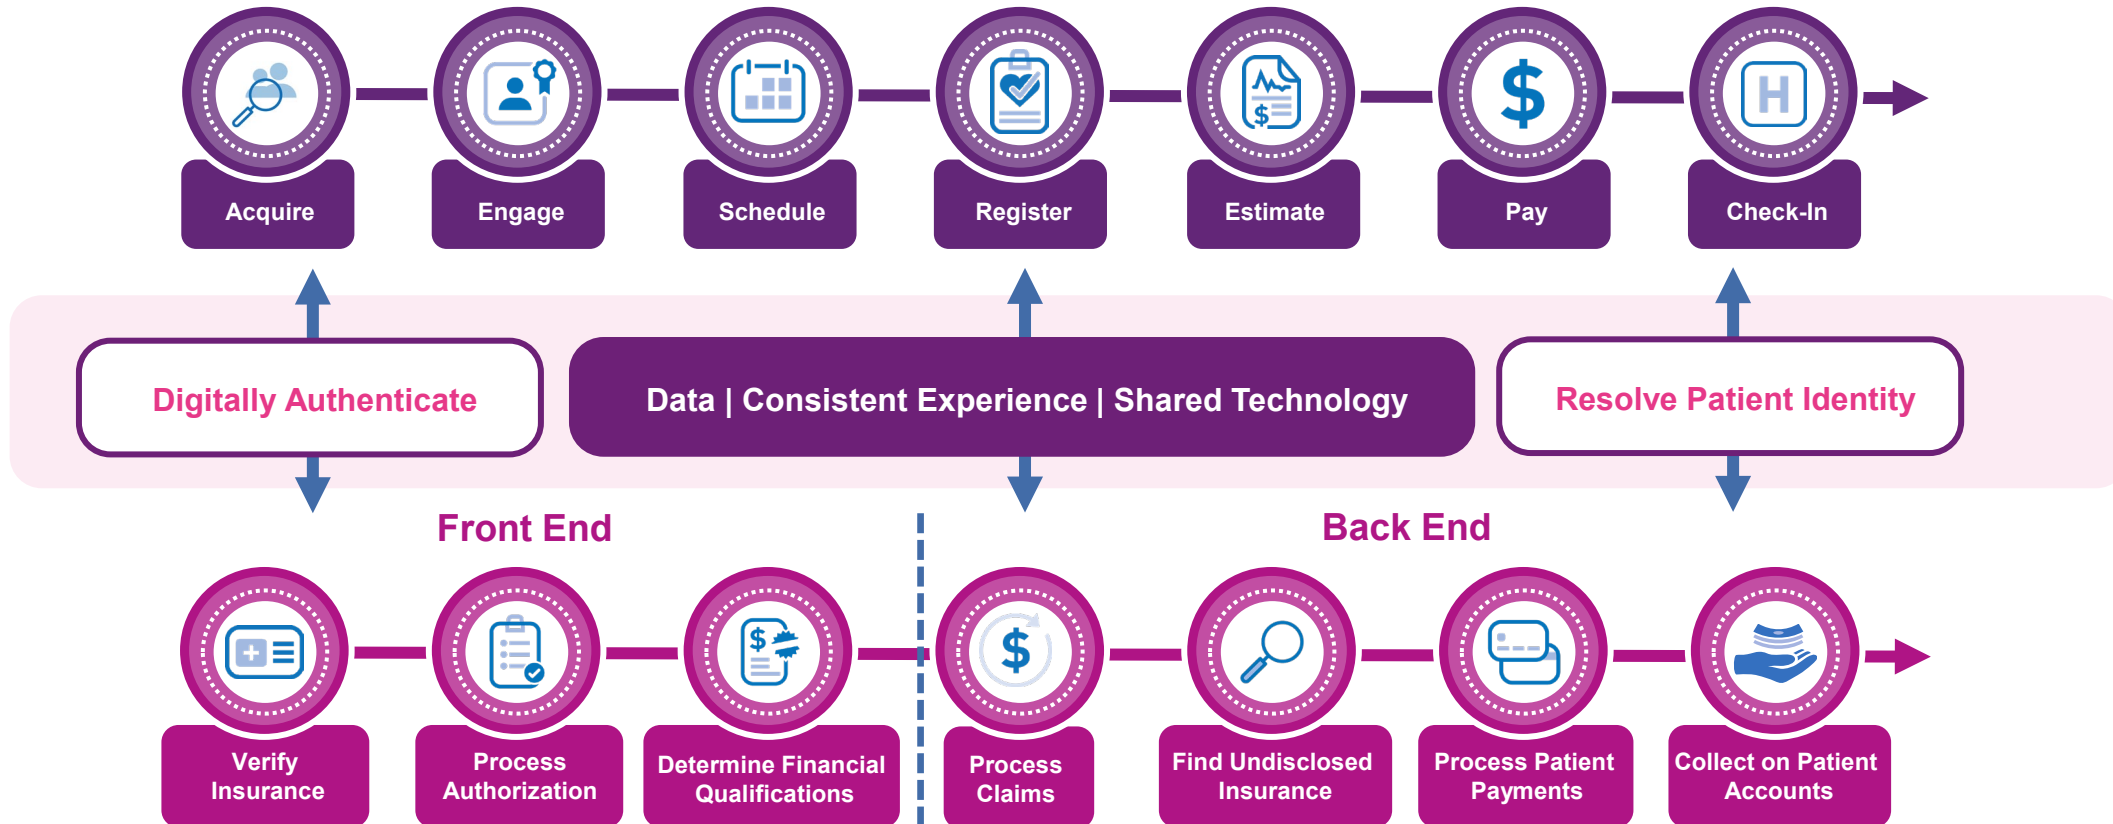 Acquire
Engage
Schedule
Register
Estimate
Pay
Check-In
Digitally Authenticate
Data | Consistent Experience | Shared Technology
Resolve Patient Identity
Front End
Back End
Verify
Insurance
Process
Authorization
Determine Financial
Qualifications
Process
Claims
Find Undisclosed
Insurance
Process Patient
Payments
Collect on Patient
Accounts